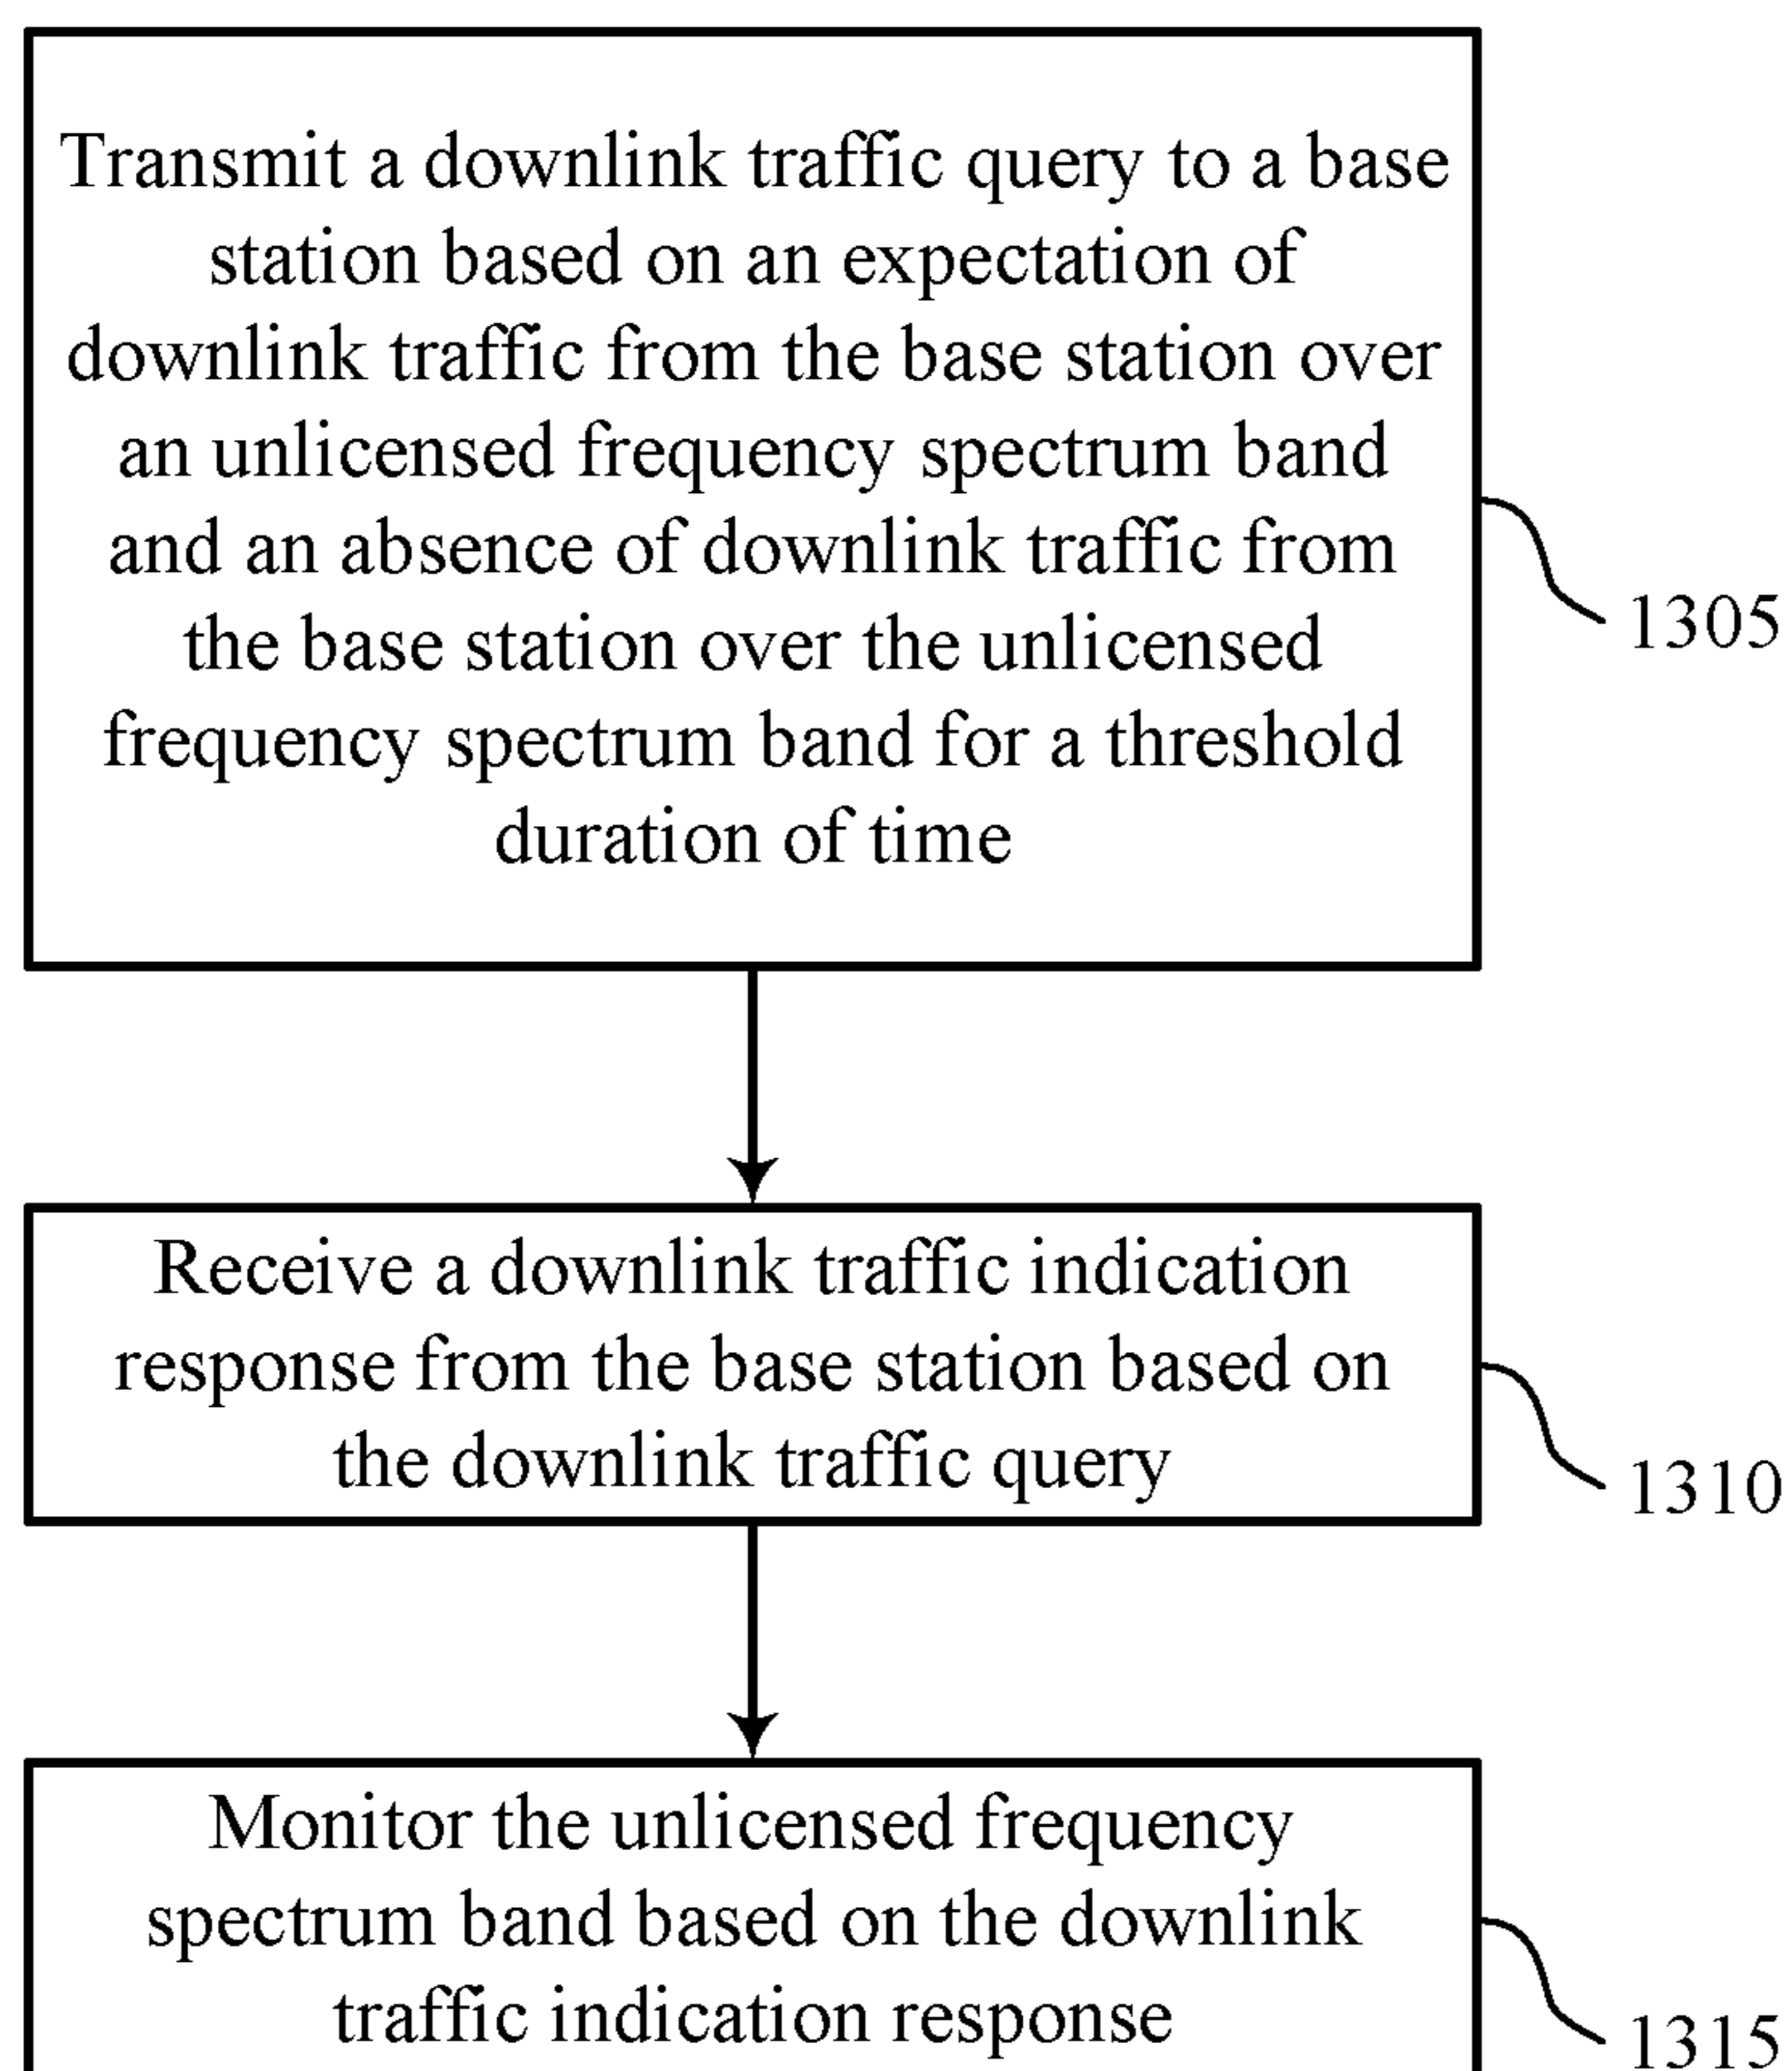 Transmit a downlink traffic query to a base
station based on an expectation of
downlink traffic from the base station over
an unlicensed frequency spectrum band
and an absence of downlink traffic from
the base station over the unlicensed
frequency spectrum band for a threshold
duration of time
1305
Receive a downlink traffic indication
response from the base station based on
the downlink traffic query
1310
Monitor the unlicensed frequency
spectrum band based on the downlink
traffic indication response
1315